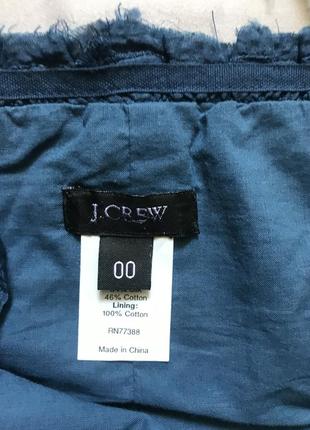 J.CREW
00
46% Cotton
Lining:
100% Cotton
RN77388
Made in China